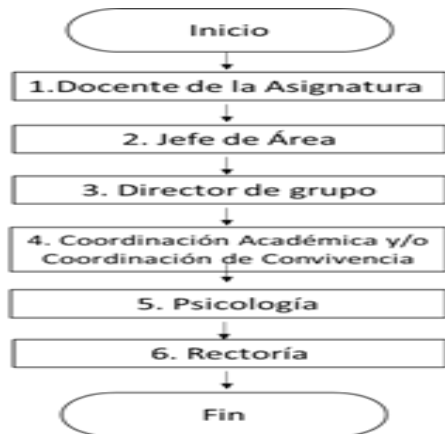 Inicio
1.Docente de la Asignatura
2. Jefe de Área
3. Director de grupo
4. Coordinación Académica y/o
Coordinación de Convivencia
5. Psicología
6. Rectoría
Fin